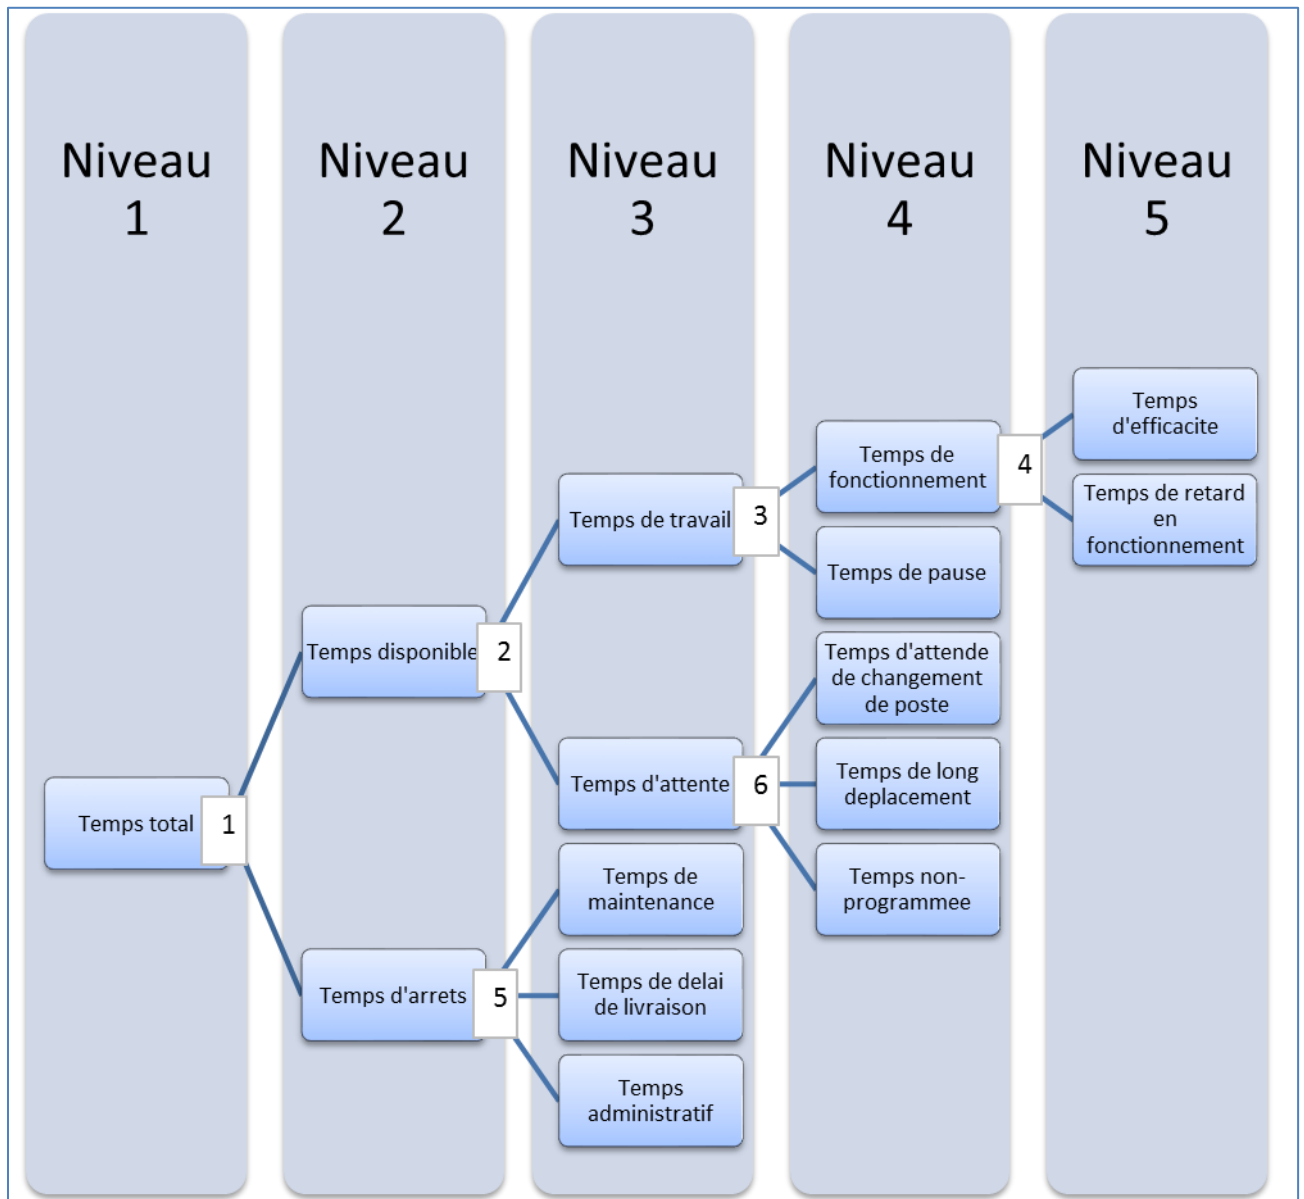 Niveau
1
Niveau
2
Niveau
3
Niveau
4
Niveau
5
Temps total
1
Temps disponible
2
Temps d'arrets
5
Temps de travail
3
Temps d'attente
6
Temps de
maintenance
Temps de delai
de livraison
Temps
administratif
Temps de
fonctionnement
4
Temps de pause
Temps d'attende
de changement
de poste
Temps de long
deplacement
Temps non-
programmee
Temps
d'efficacite
Temps de retard
en
fonctionnement